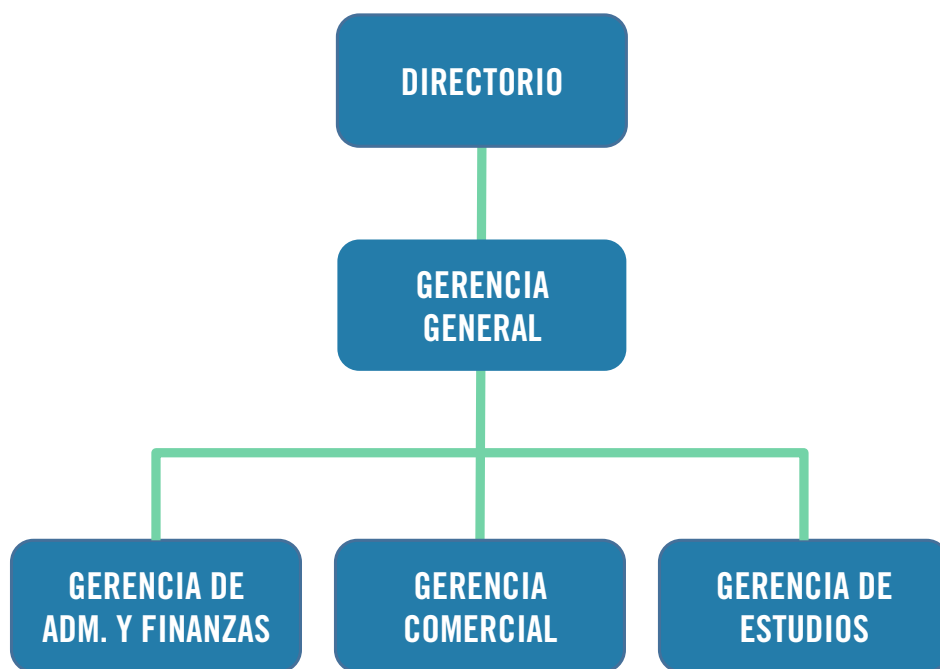 DIRECTORIO
GERENCIA
GENERAL
GERENCIA DE
ADM. Y FINANZAS
GERENCIA
COMERCIAL
GERENCIA DE
ESTUDIOS